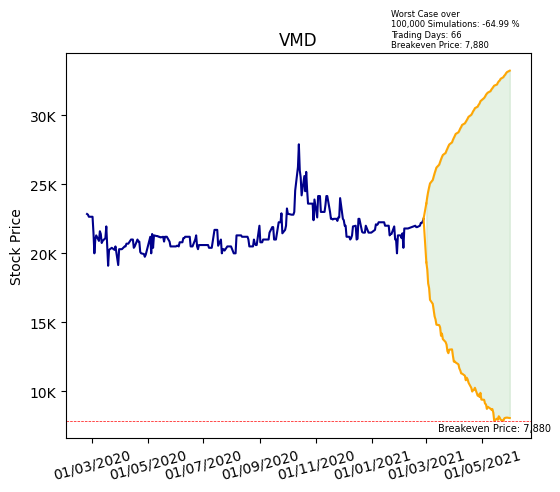 Worst Case over
100,000 Simulations: -64.99 %
Trading Days: 66
Breakeven Price: 7,880
VMD
Stock Price
30K
25K
20K
15K
10K
Breakeven Price: 7,880
01/03/2020
01/05/2020
01/07/2020
01/09/2020
01/11/2020
01/01/2021
01/03/2021
01/05/2021